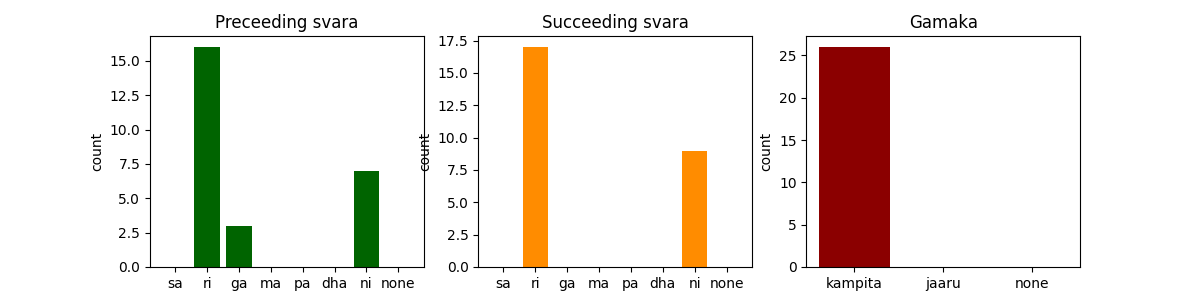 Preceeding svara
count
15.0
12.5
10.0
7.5
5.0
2.5
0.0
sa ri ga ma pa dha ni none
Succeeding svara
count
17.5
15.0
12.5
10.0
7.5
5.0
2.5
0.0
sa ri ga ma pa dha ni none
Gamaka
count
25
20
15
10
5
0
kampita jaaru none